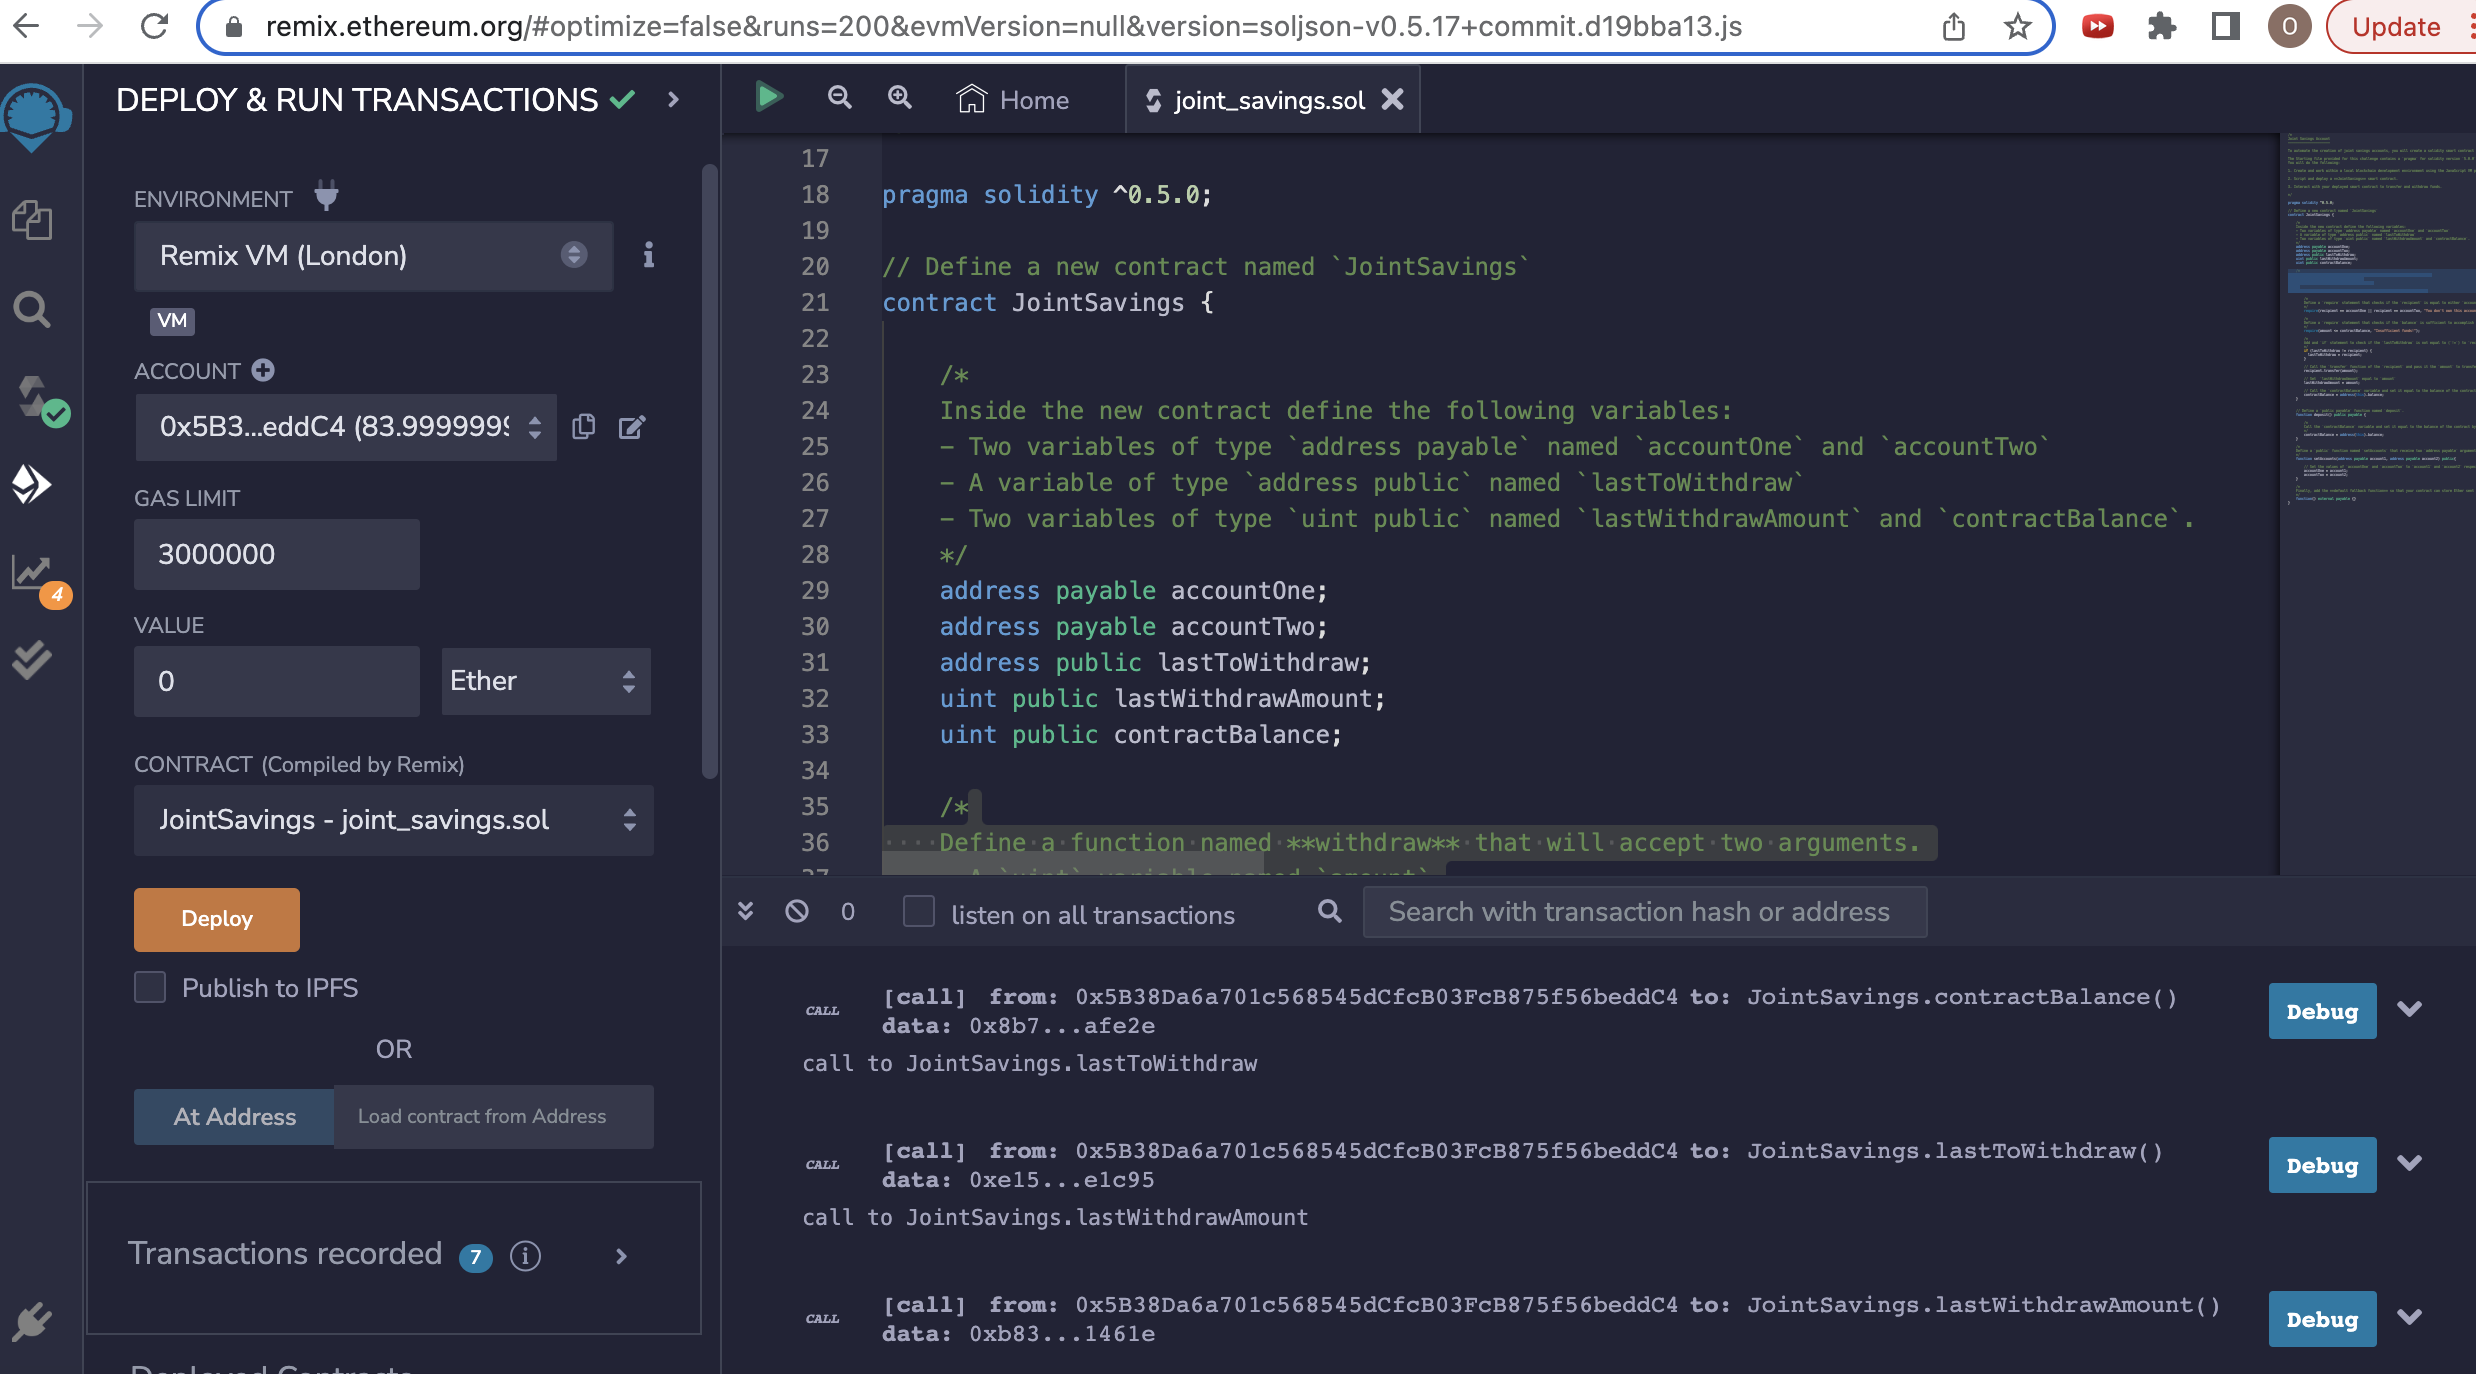 remix.ethereum.org/#optimize=false&runs=200&evmVersion=null&version=soljson-v0.5.17+commit.d19bba13.js
O
Update
DEPLOY & RUN TRANSACTIONS
ENVIRONMENT
Remix VM (London)
VM
ACCOUNT
0x5B3...eddC4 (83.9999999
GAS LIMIT
3000000
VALUE
0
Ether
CONTRACT (Compiled by Remix)
JointSavings - joint_savings.sol
Deploy
Publish to IPFS
OR
At Address
Load contract from Address
Transactions recorded 7
Deployed Contracts
4
Home
joint_savings.sol
17
18 pragma solidity ^0.5.0;
19
20 // Define a new contract named `JointSavings`
21 contract JointSavings {
22
23 /*
24 Inside the new contract define the following variables:
25 - Two variables of type `address payable` named `accountOne` and `accountTwo`
26 - A variable of type `address public` named `lastToWithdraw`
27 - Two variables of type `uint public` named `lastWithdrawAmount` and `contractBalance`.
28 */
29 address payable accountOne;
30 address payable accountTwo;
31 address public lastToWithdraw;
32 uint public lastWithdrawAmount;
33 uint public contractBalance;
34
35 /*
36 Define a function named **withdraw** that will accept two arguments.
37 - A `uint` variable named `amount`
0
listen on all transactions
Search with transaction hash or address
CALL [call] from: 0x5B38Da6a701c568545dCfcB03FcB875f56beddC4 to: JointSavings.contractBalance()
data: 0x8b7...afe2e
Debug
call to JointSavings.lastToWithdraw
CALL [call] from: 0x5B38Da6a701c568545dCfcB03FcB875f56beddC4 to: JointSavings.lastToWithdraw()
data: 0xe15...e1c95
Debug
call to JointSavings.lastWithdrawAmount
CALL [call] from: 0x5B38Da6a701c568545dCfcB03FcB875f56beddC4 to: JointSavings.lastWithdrawAmount()
data: 0xb83...1461e
Debug